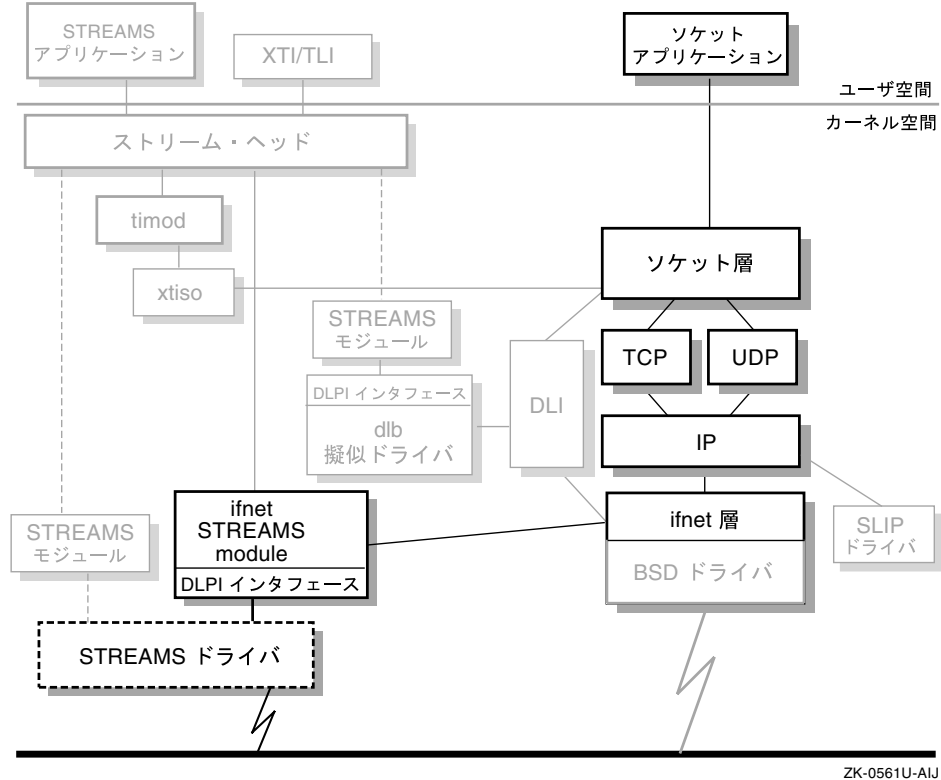 STREAMS
アプリケーション
XTI/TLI
ソケット
アプリケーション
ユーザ空間
カーネル空間
ストリーム・ヘッド
timod
xtiso
ソケット層
STREAMS
モジュール
TCP
UDP
DLPI インタフェース
dlb
擬似ドライバ
DLI
IP
ifnet
STREAMS
module
DLPI インタフェース
ifnet 層
BSD ドライバ
SLIP
ドライバ
STREAMS
モジュール
STREAMS ドライバ
ZK-0561U-AIJ